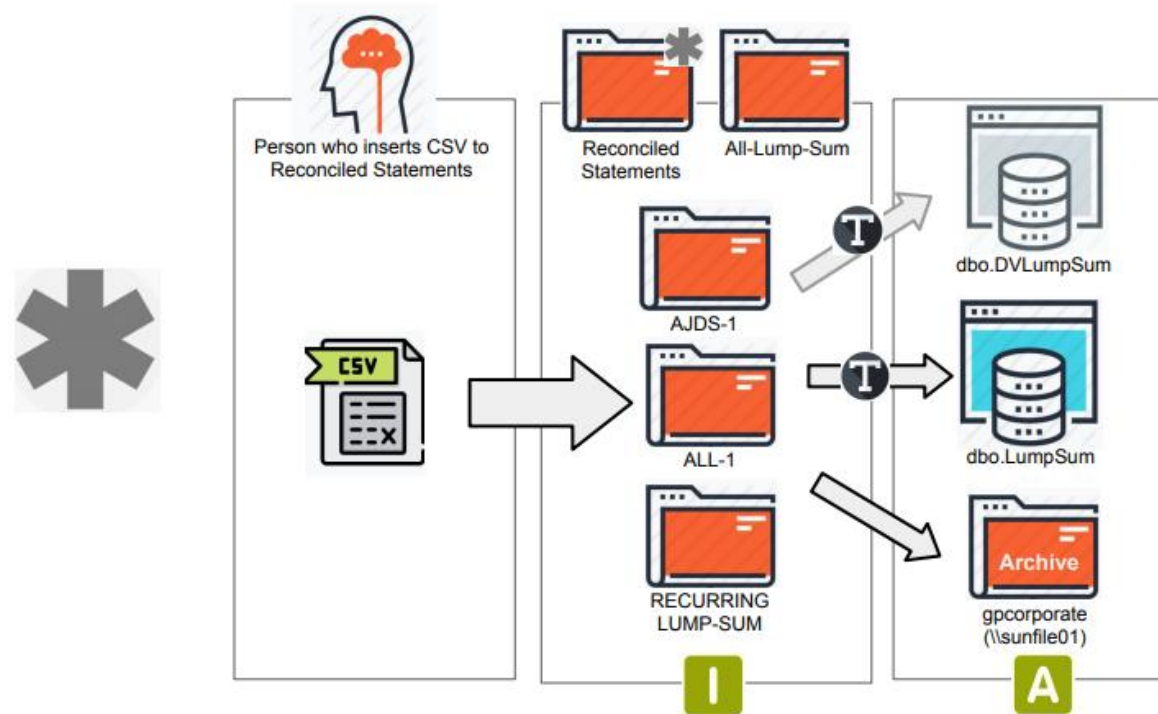 Person who inserts CSV to
Reconciled Statements
CSV
X
Reconciled
Statements
All-Lump-Sum
AJDS-1
ALL-1
RECURRING
LUMP-SUM
I
T
T
dbo.DVLumpSum
dbo.LumpSum
Archive
gpcorporate
(\\sunfile01)
A